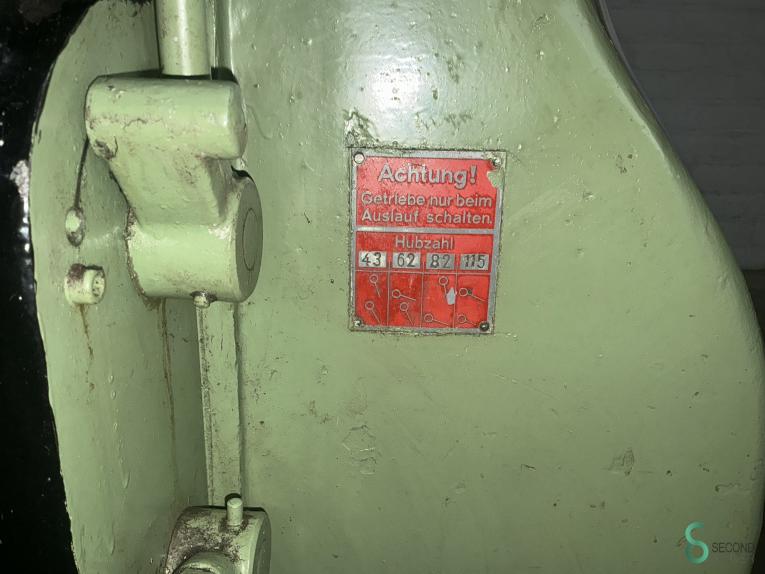 Achtung!
Getriebe nur beim
Auslauf schalten.
Hubzahl
43 62 82 115
SECOND